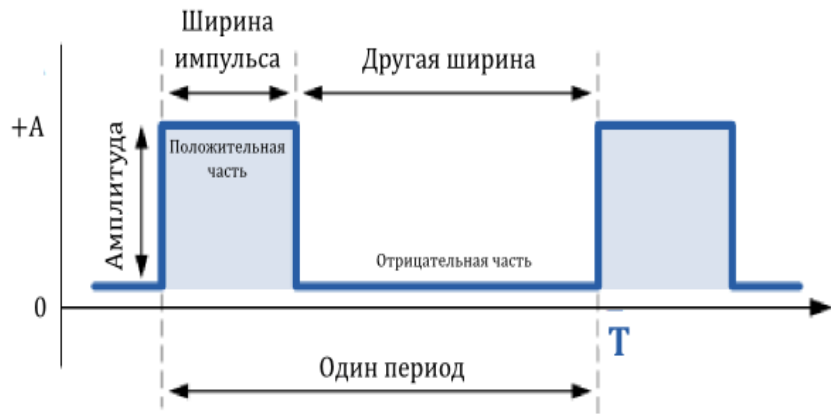 Ширина
импульса
Другая ширина
+A
Амплитуда
Положительная
часть
Отрицательная часть
0
T
Один период